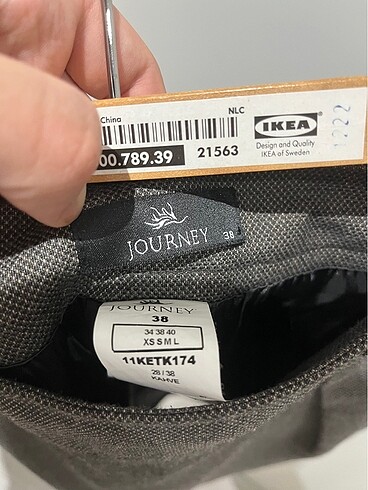 China
NLC
00.789.39
21563
IKEA
Design and Quality
IKEA of Sweden
1222
JOURNEY
38
JOURNEY
38
34 38 40
XS S M L
11KETK174
28 / 38
KAHVE